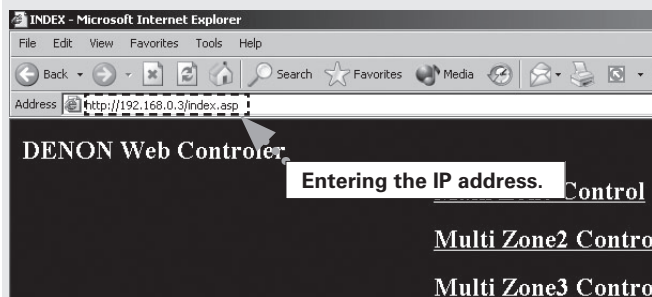 INDEX - Microsoft Internet Explorer
File Edit View Favorites Tools Help
Back Search Favorites Media
Address http://192.168.0.3/index.asp
DENON Web Controler
Entering the IP address.
Control
Multi Zone2 Contro
Multi Zone3 Contro